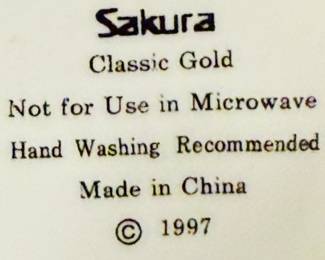 Sakura
Classic Gold
Not for Use in Microwave
Hand Washing Recommended
Made in China
© 1997